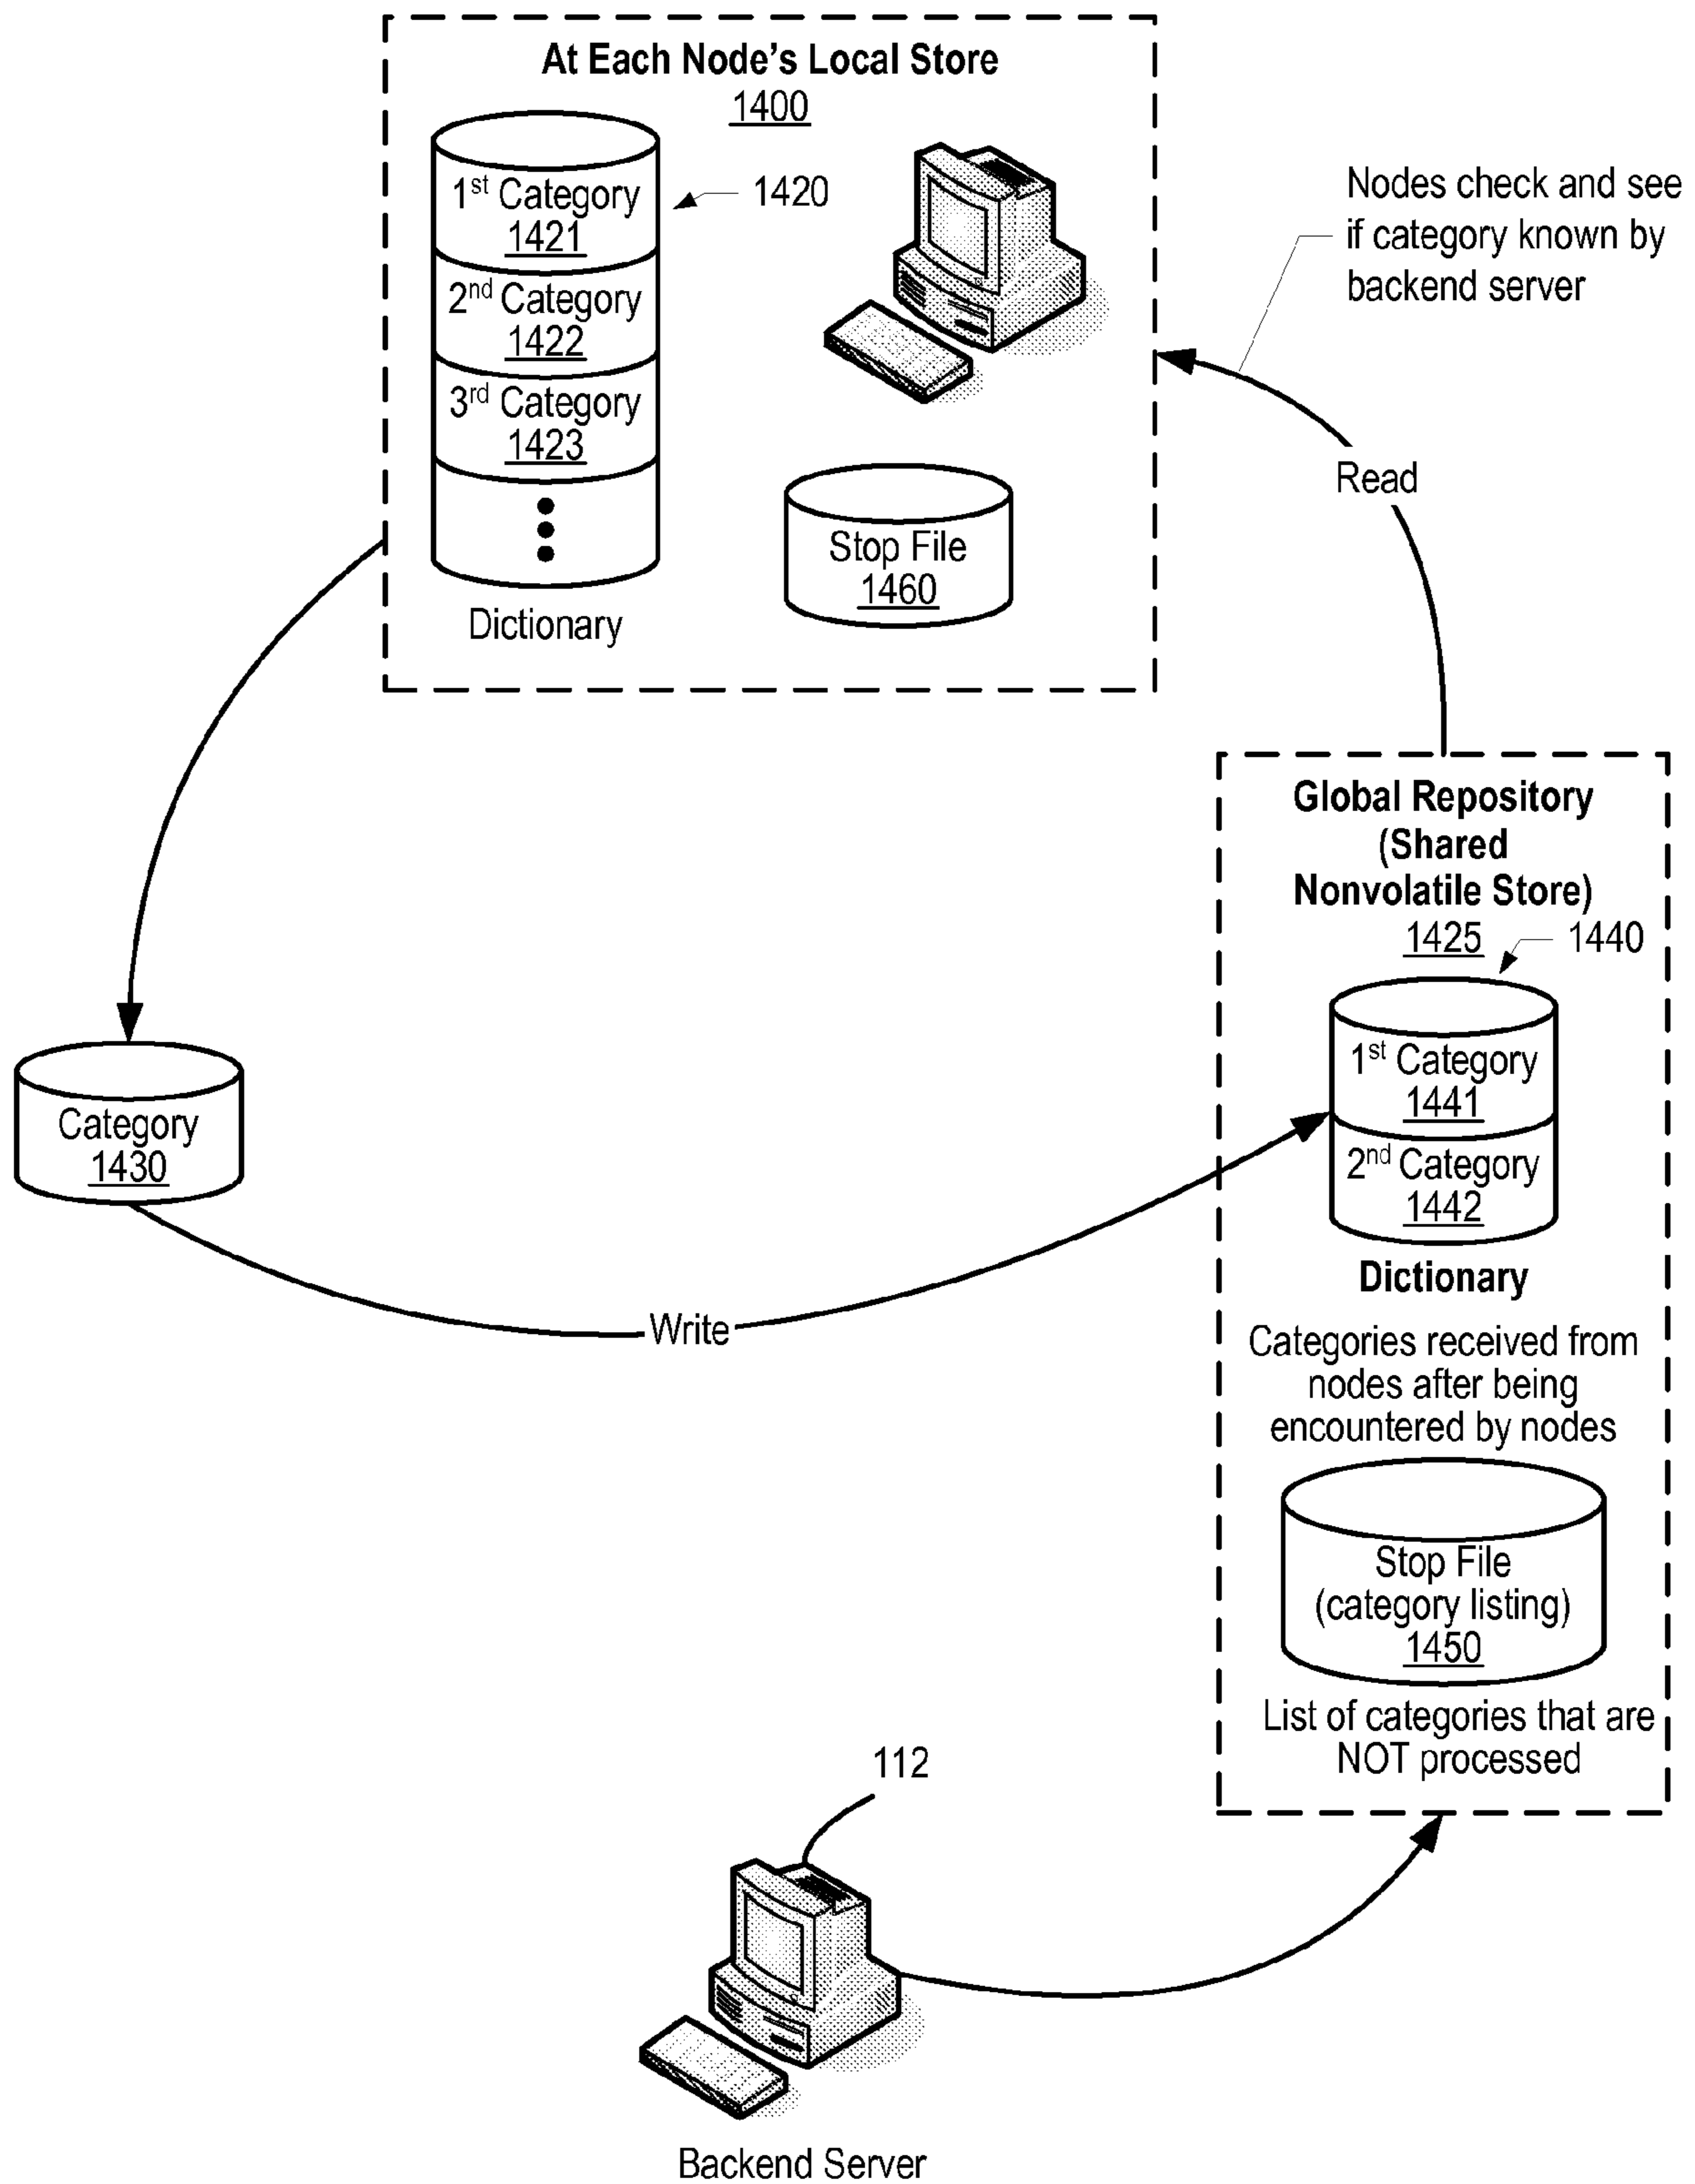 At Each Node's Local Store
1400
1st Category
1421
1420
2nd Category
1422
3rd Category
1423
Dictionary
Stop File
1460
Nodes check and see
if category known by
backend server
Read
Global Repository
(Shared
Nonvolatile Store)
1425
1440
1st Category
1441
2nd Category
1442
Dictionary
Categories received from
nodes after being
encountered by nodes
Stop File
(category listing)
1450
List of categories that are
NOT processed
Category
1430
Write
112
Backend Server